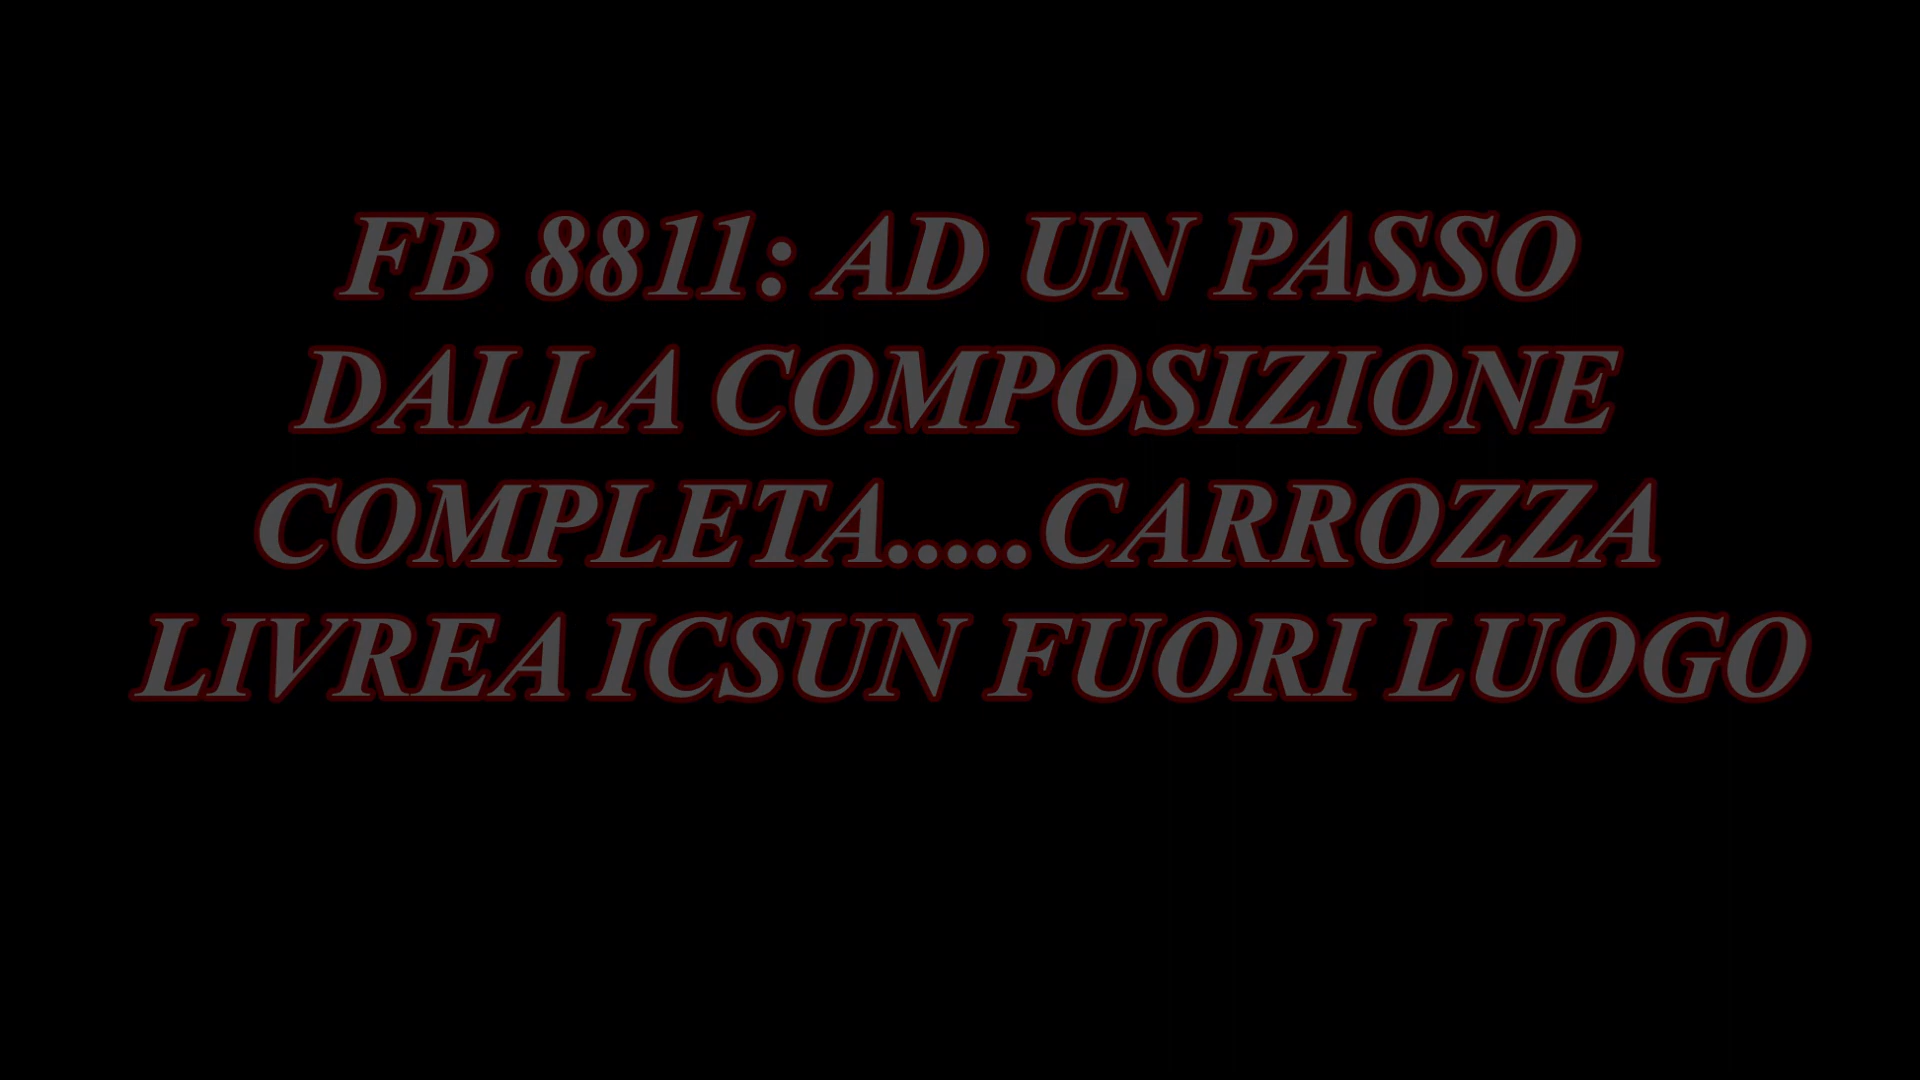 FB 8811: AD UN PASSO
DALLA COMPOSIZIONE
COMPLETA.....CARROZZA
LIVREA ICSUN FUORI LUOGO